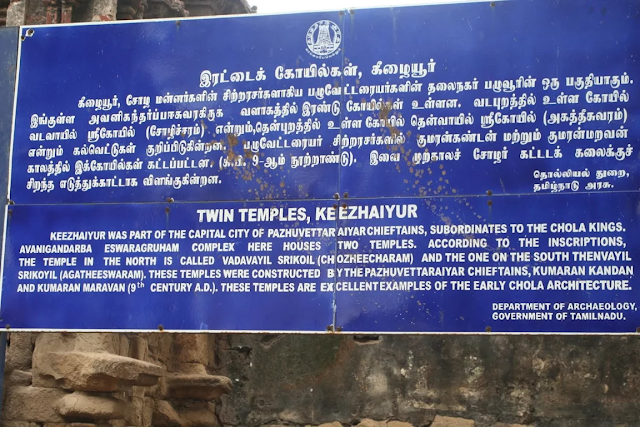 இரட்டைக் கோயில்கள், கீழையூர்
கீழையூர், சோழ மன்னர்களின் சிற்றரசர்களாகிய பழுவேட்டரையர்களின் தலைநகர் பழுவூரின் ஒரு பகுதியாகும்.
இங்குள்ள அவனிகந்தர்ப்பஈசுவரகிருக வளாகத்தில் இரண்டு கோயில்கள் உள்ளன. வடபுறத்தில் உள்ள கோயில்
வடவாயில் ஸ்ரீகோயில் (சோழீச்சரம்) என்றும்,தென்புறத்தில் உள்ள கோயில் தென்வாயில் ஸ்ரீகோயில் (அகத்தீசுவரம்)
என்றும் கல்வெட்டுகள் குறிப்பிடுகின்றன. பழுவேட்டரையர் சிற்றரசர்களில் குமரன்கண்டன் மற்றும் குமரன்மறவன்
காலத்தில் இக்கோயில்கள் கட்டப்பட்டன. (கி.பி. 9-ஆம் நூற்றாண்டு). இவை முற்காலச் சோழர் கட்டடக் கலைக்குச்
சிறந்த எடுத்துக்காட்டாக விளங்குகின்றன.
தொல்லியல் துறை,
தமிழ்நாடு அரசு.
TWIN TEMPLES, KEEZHAIYUR
KEEZHAIYUR WAS PART OF THE CAPITAL CITY OF PAZHUVETTARAIYAR CHIEFTAINS, SUBORDINATES TO THE CHOLA KINGS.
AVANIGANDARBA ESWARAGRUHAM COMPLEX HERE HOUSES TWO TEMPLES. ACCORDING TO THE INSCRIPTIONS,
THE TEMPLE IN THE NORTH IS CALLED VADAVAYIL SRIKOIL (CHOZHEECHARAM) AND THE ONE ON THE SOUTH THENVAYIL
SRIKOYIL (AGATHEESWARAM). THESE TEMPLES WERE CONSTRUCTED BY THE PAZHUVETTARAIYAR CHIEFTAINS, KUMARAN KANDAN
AND KUMARAN MARAVAN (9th CENTURY A.D.). THESE TEMPLES ARE EXCELLENT EXAMPLES OF THE EARLY CHOLA ARCHITECTURE.
DEPARTMENT OF ARCHAEOLOGY,
GOVERNMENT OF TAMILNADU.